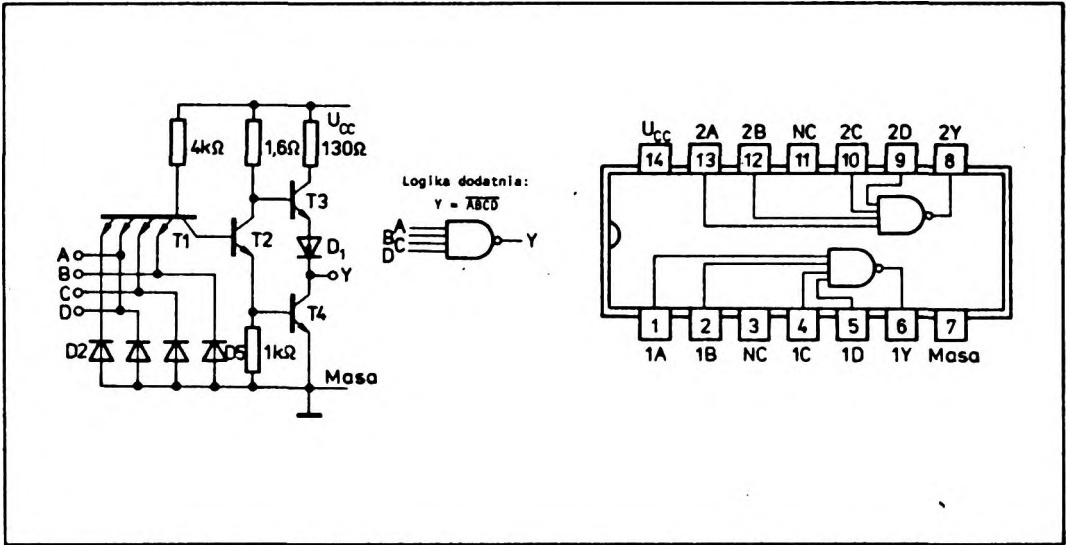 U_CC
4kΩ
1,6Ω
130Ω
T1
T2
T3
D₁
Y
T4
A
B
C
D
D2
D5
1kΩ
Masa
Logika dodatnia:
Y = \overline{ABCD}
A
B
C
D
Y
U_CC 2A 2B NC 2C 2D 2Y
14 13 12 11 10 9 8
1 2 3 4 5 6 7
1A 1B NC 1C 1D 1Y Masa